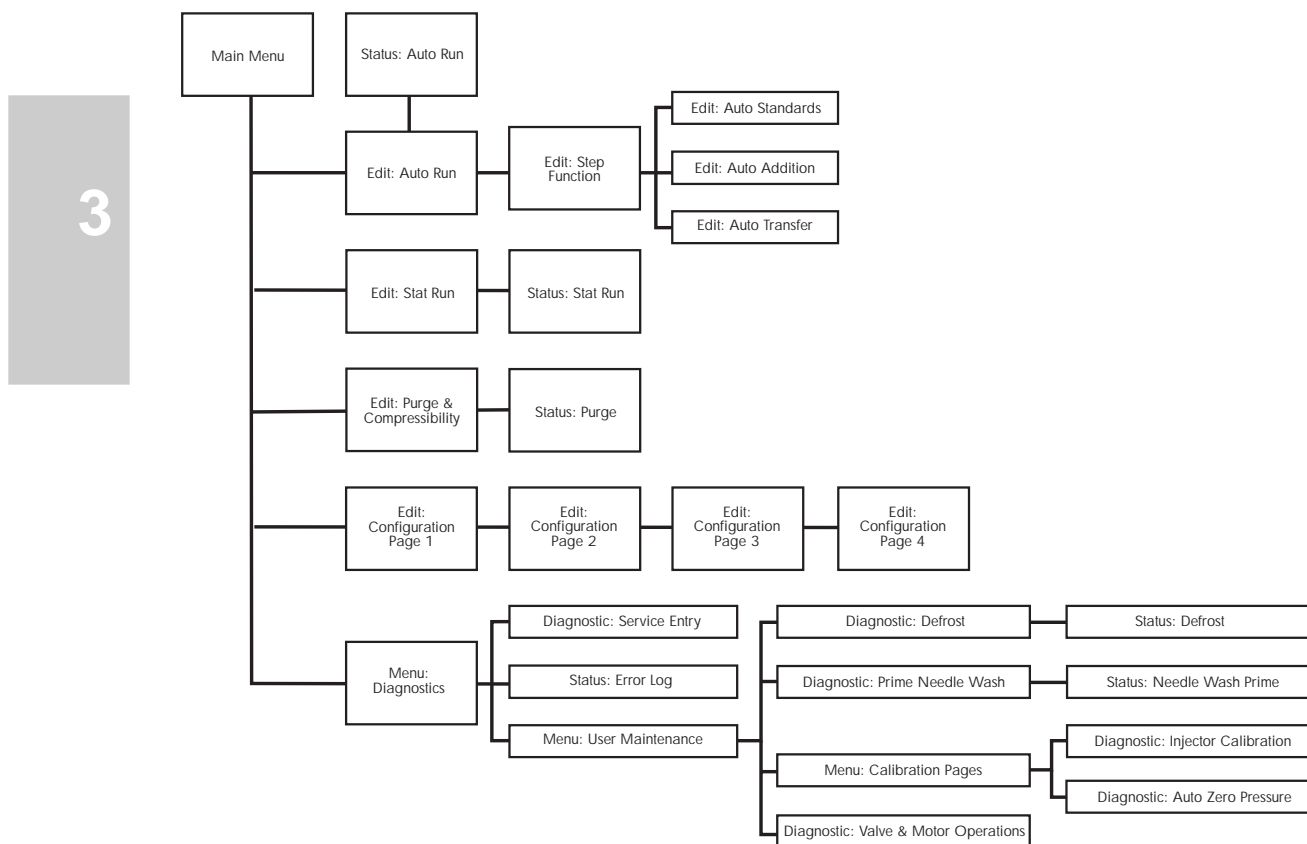 Main Menu
Status: Auto Run
3
Edit: Auto Run
Edit: Step
Function
Edit: Auto Standards
Edit: Auto Addition
Edit: Auto Transfer
Edit: Stat Run
Status: Stat Run
Edit: Purge &
Compressibility
Status: Purge
Edit:
Configuration
Page 1
Edit:
Configuration
Page 2
Edit:
Configuration
Page 3
Edit:
Configuration
Page 4
Menu:
Diagnostics
Diagnostic: Service Entry
Status: Error Log
Menu: User Maintenance
Diagnostic: Defrost
Status: Defrost
Diagnostic: Prime Needle Wash
Status: Needle Wash Prime
Menu: Calibration Pages
Diagnostic: Injector Calibration
Diagnostic: Auto Zero Pressure
Diagnostic: Valve & Motor Operations